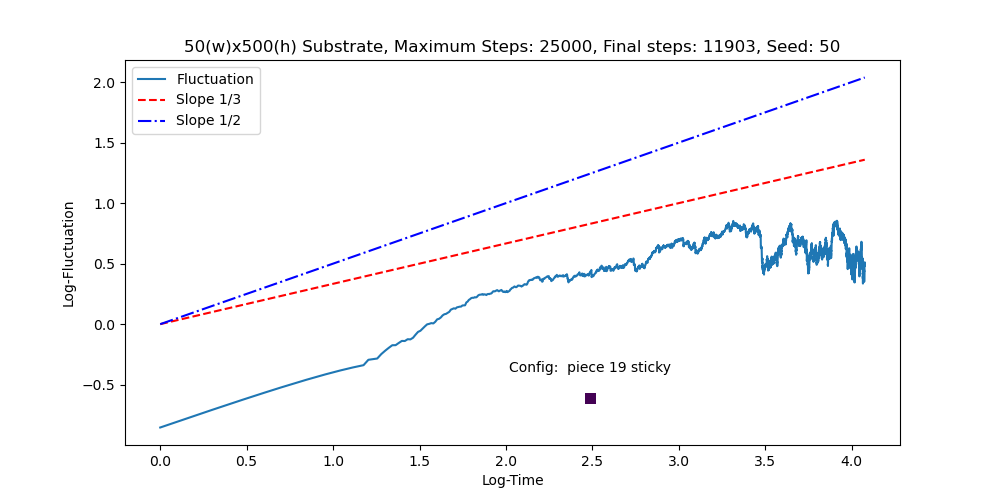 50(w)x500(h) Substrate, Maximum Steps: 25000, Final steps: 11903, Seed: 50
Fluctuation
Slope 1/3
Slope 1/2
2.0
1.5
1.0
0.5
0.0
−0.5
Log-Fluctuation
Config:  piece 19 sticky
0.0 0.5 1.0 1.5 2.0 2.5 3.0 3.5 4.0
Log-Time